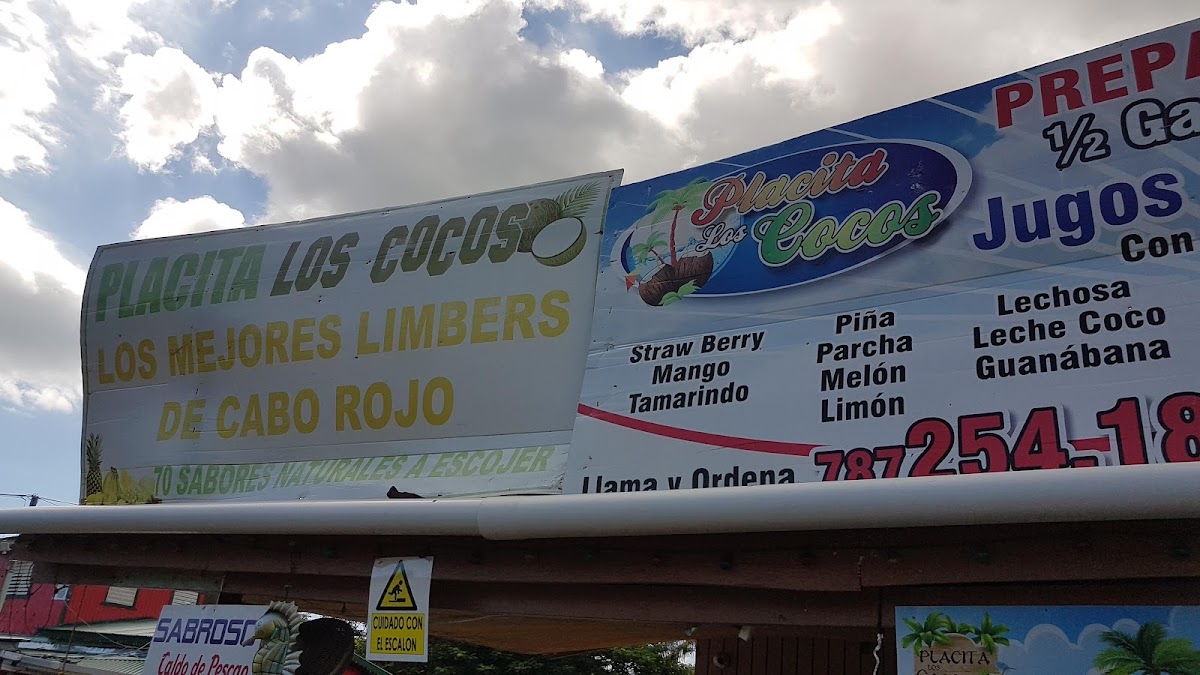 PLACITA LOS COCOS
LOS MEJORES LIMBERS
DE CABO ROJO
70 SABORES NATURALES A ESCOJER
Placita
Los Cocos
½
Jugos
Con
Straw Berry
Mango
Tamarindo
Piña
Parcha
Melón
Limón
Lechosa
Leche Coco
Guanábana
Llama y Ordena 787 254-18
SABROSO
Caldo de Pescao
CUIDADO CON
EL ESCALON
PLACITA
LOS